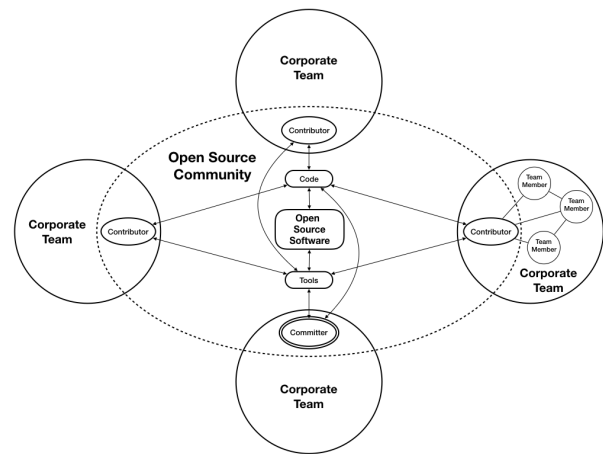 Corporate
Team
Contributor
Open Source
Community
Code
Team
Member
Team
Member
Corporate
Team
Contributor
Open
Source
Software
Contributor
Team
Member
Corporate
Team
Tools
Committer
Corporate
Team